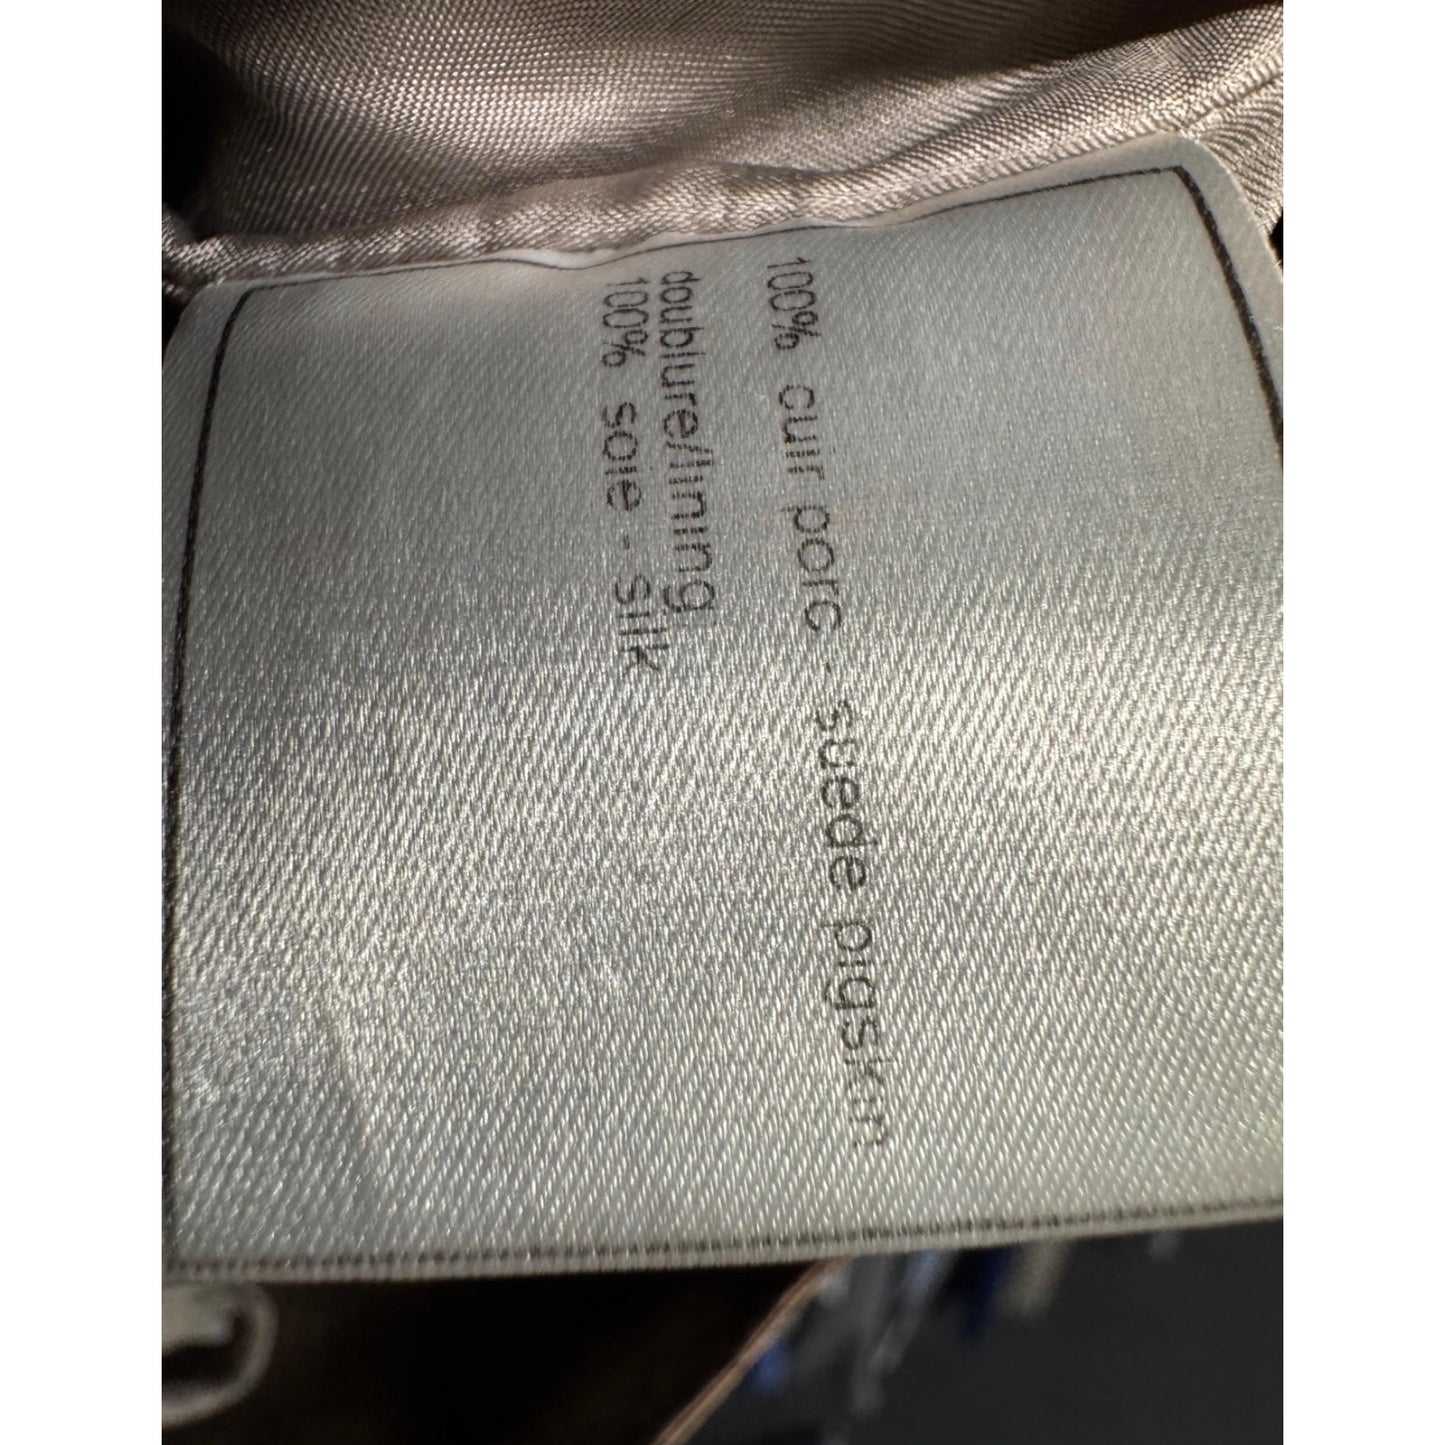 100% cuir porc - suede pigskin
doublure/lining
100% soie - silk